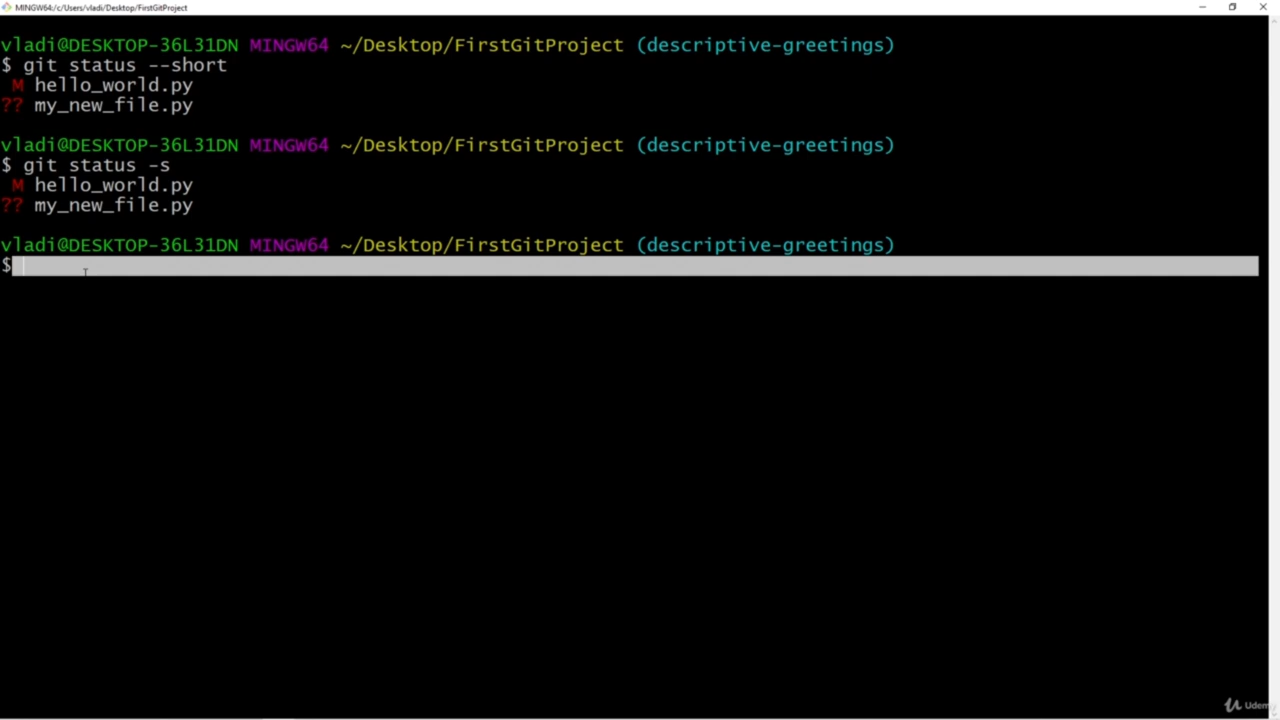 MINGW64:/c/Users/vladi/Desktop/FirstGitProject
vladi@DESKTOP-36L31DN MINGW64 ~/Desktop/FirstGitProject (descriptive-greetings)
$ git status --short
 M hello_world.py
?? my_new_file.py
vladi@DESKTOP-36L31DN MINGW64 ~/Desktop/FirstGitProject (descriptive-greetings)
$ git status -s
 M hello_world.py
?? my_new_file.py
vladi@DESKTOP-36L31DN MINGW64 ~/Desktop/FirstGitProject (descriptive-greetings)
$
Udemy